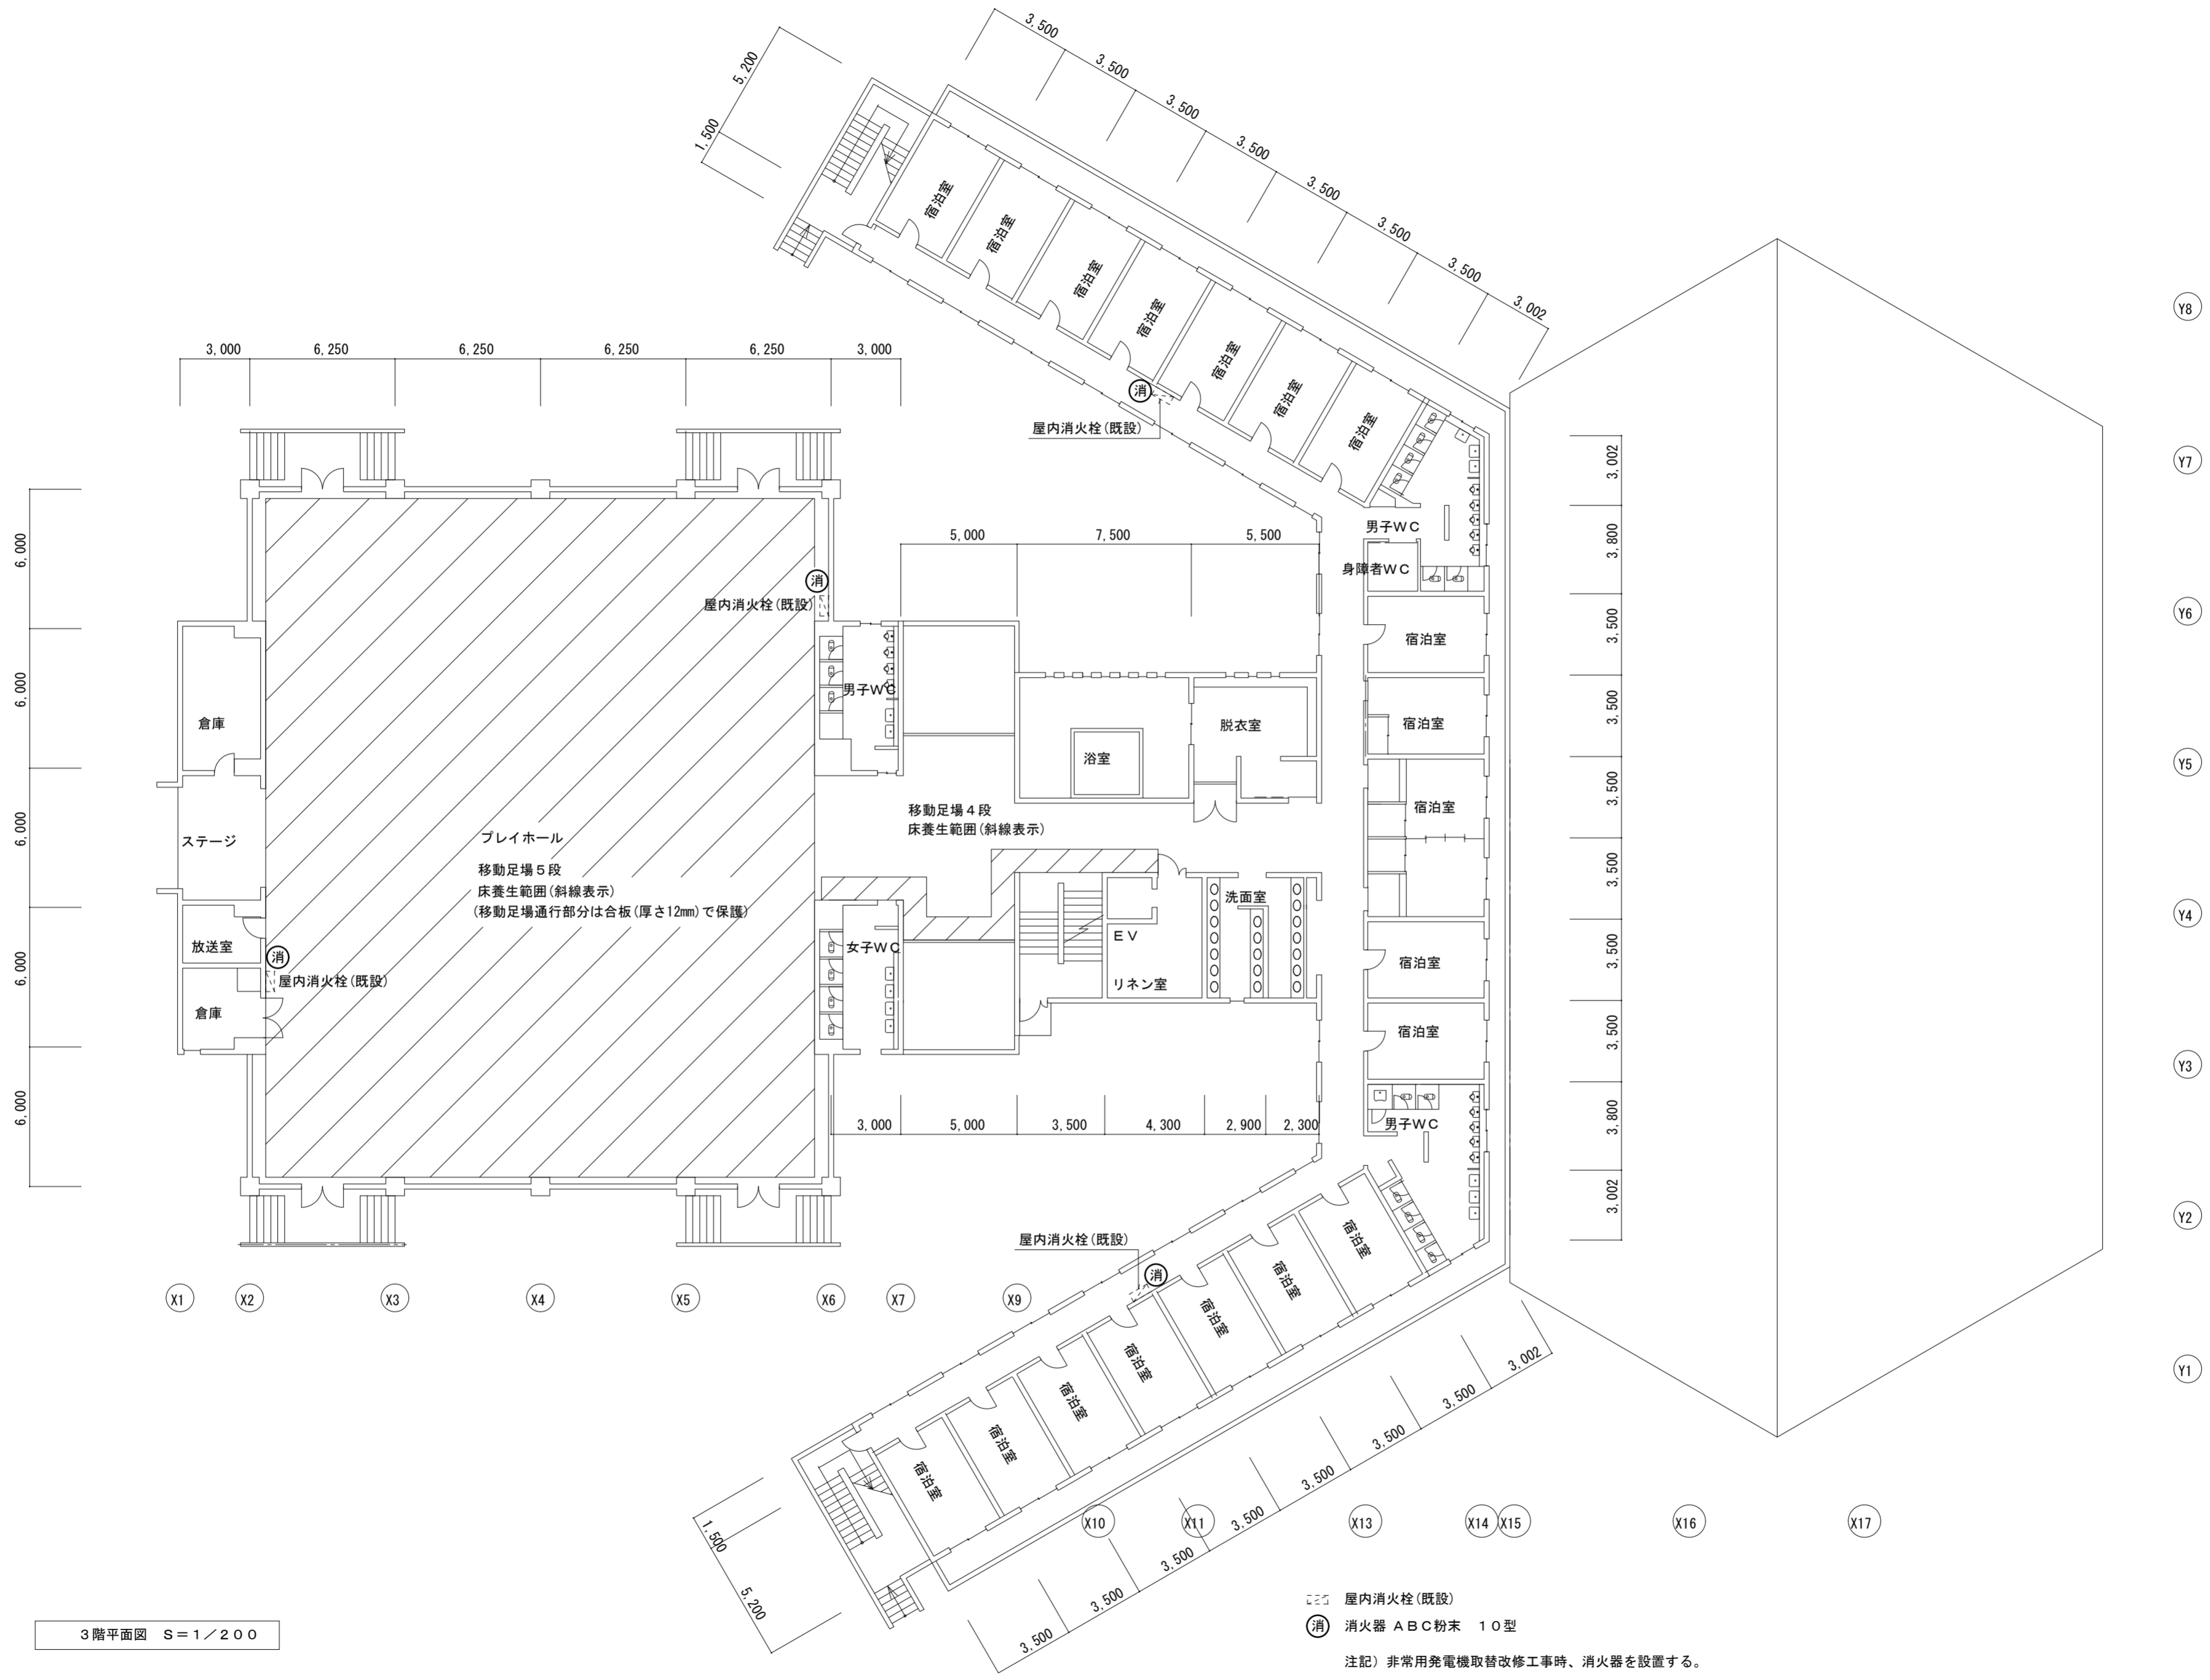 3,500
3,500
3,500
3,500
3,500
3,500
3,500
3,002
5,200
1,500
宿泊室
宿泊室
宿泊室
宿泊室
宿泊室
宿泊室
宿泊室
消
屋内消火栓(既設)
Y8
Y7
Y6
Y5
Y4
Y3
Y2
Y1
3,000
6,250
6,250
6,250
6,250
3,000
6,000
6,000
6,000
6,000
6,000
5,000
7,500
5,500
3,002
3,800
3,500
3,500
3,500
3,500
3,500
3,500
3,800
3,002
男子WC
身障者WC
消
屋内消火栓(既設)
男子WC
宿泊室
宿泊室
宿泊室
倉庫
浴室
脱衣室
ステージ
プレイホール
移動足場5段
床養生範囲(斜線表示)
(移動足場通行部分は合板(厚さ12mm)で保護)
移動足場4段
床養生範囲(斜線表示)
放送室
消
屋内消火栓(既設)
倉庫
女子WC
EV
リネン室
洗面室
宿泊室
宿泊室
男子WC
3,000
5,000
3,500
4,300
2,900
2,300
屋内消火栓(既設)
消
宿泊室
宿泊室
宿泊室
宿泊室
宿泊室
宿泊室
宿泊室
X1
X2
X3
X4
X5
X6
X7
X9
X10
X11
X13
X14
X15
X16
X17
3,002
3,500
3,500
3,500
3,500
3,500
3,500
3,500
1,500
5,200
屋内消火栓(既設)
消 消火器 ABC粉末 10型
注記)非常用発電機取替改修工事時、消火器を設置する。
3階平面図 S=1/200